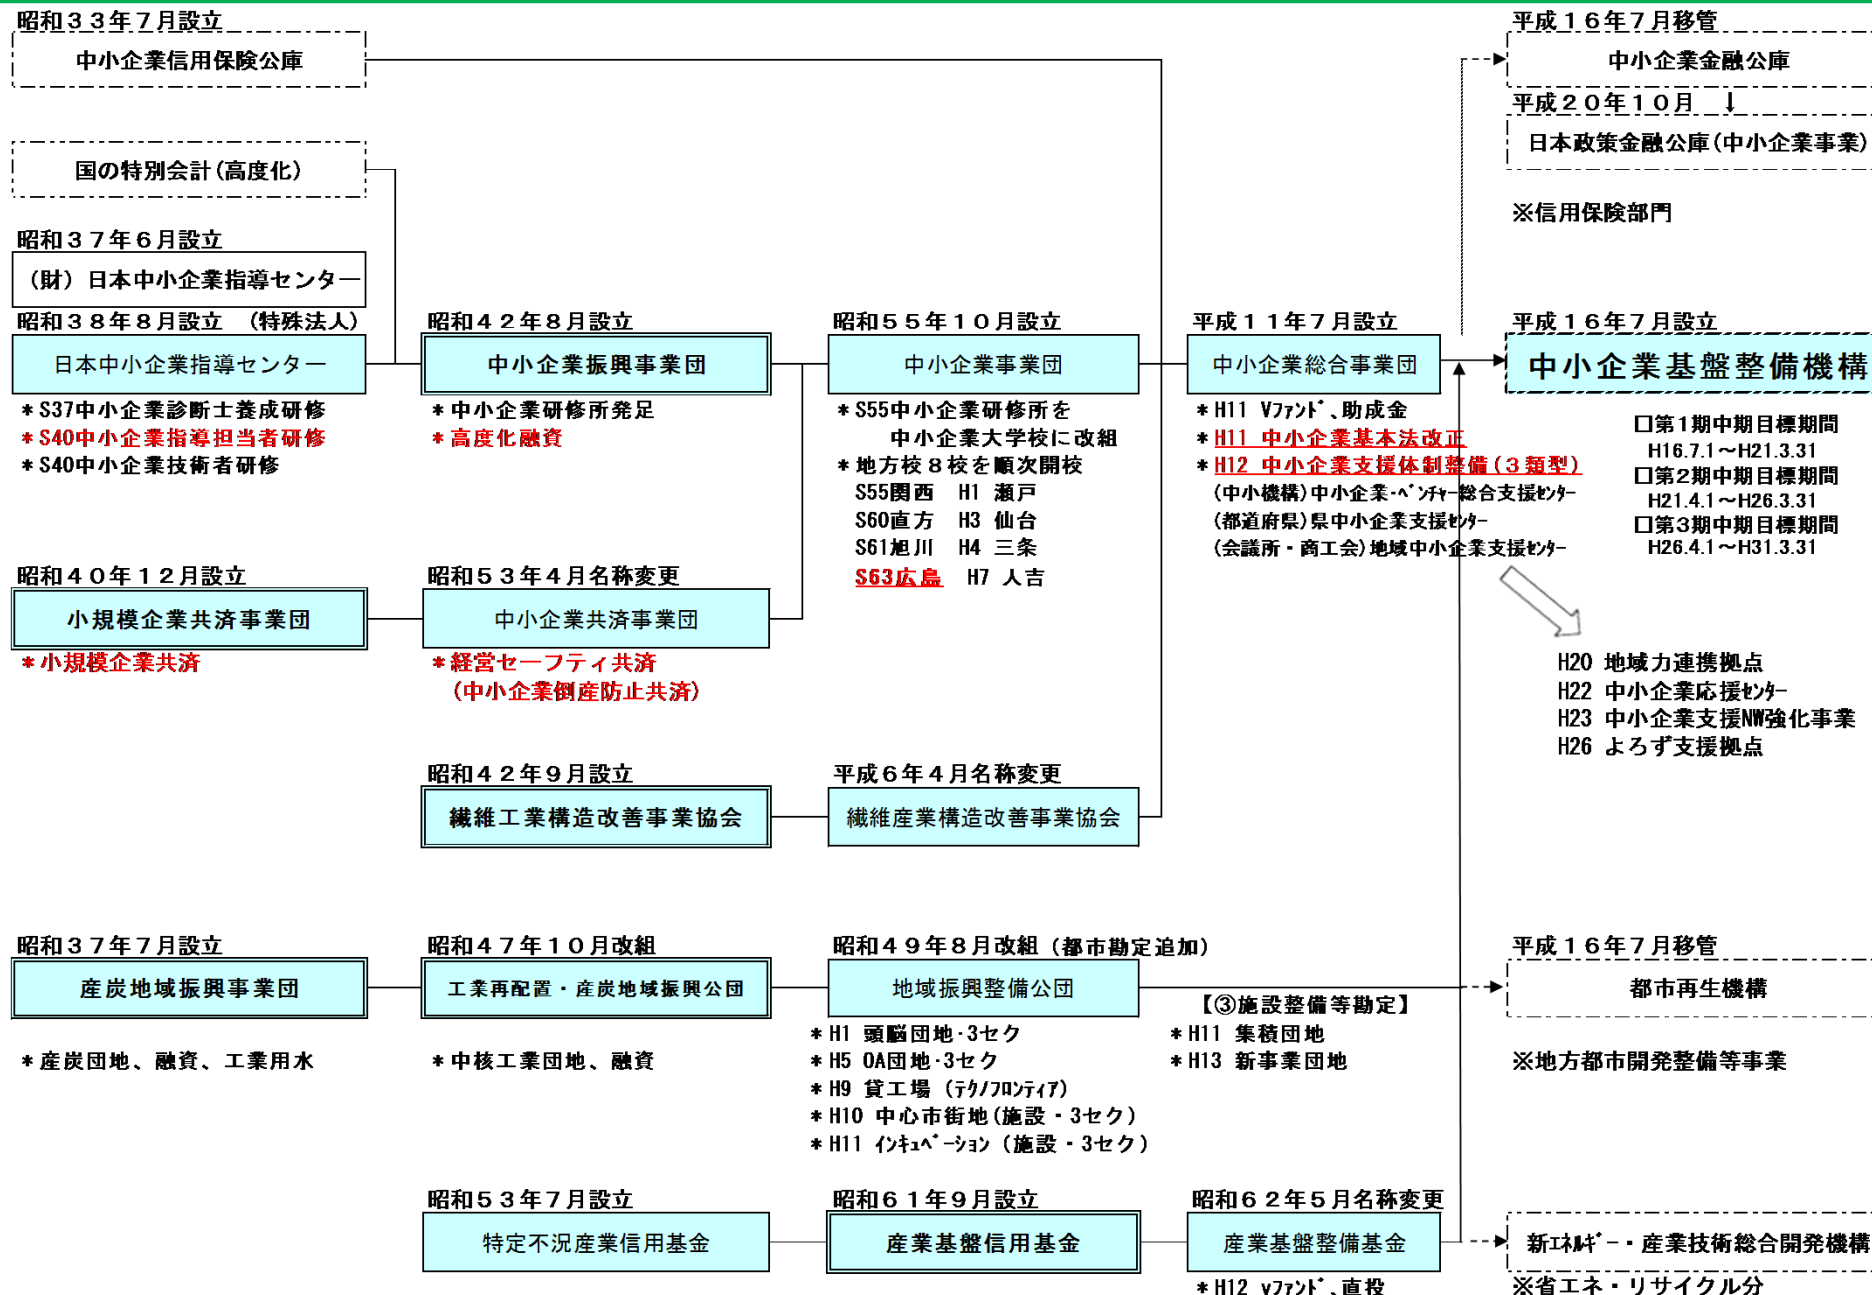 昭和３３年７月設立
中小企業信用保険公庫
国の特別会計(高度化)
昭和３７年６月設立
（財）日本中小企業指導センター
昭和３８年８月設立　(特殊法人)
日本中小企業指導センター
＊S37中小企業診断士養成研修
＊S40中小企業指導担当者研修
＊S40中小企業技術者研修
昭和４２年８月設立
中小企業振興事業団
＊中小企業研修所発足
＊高度化融資
昭和５５年１０月設立
中小企業事業団
＊S55中小企業研修所を
中小企業大学校に改組
＊地方校８校を順次開校
S55関西　H1 瀬戸
S60直方　H3 仙台
S61旭川　H4 三条
S63広島　H7 人吉
平成１１年７月設立
中小企業総合事業団
＊H11 Vﾌｧﾝﾄﾞ、助成金
＊H11 中小企業基本法改正
＊H12 中小企業支援体制整備(３類型)
(中小機構)中小企業・ﾍﾞﾝﾁｬｰ総合支援ｾﾝﾀｰ
(都道府県)県中小企業支援ｾﾝﾀｰ
(会議所・商工会)地域中小企業支援ｾﾝﾀｰ
平成１６年７月移管
中小企業金融公庫
平成２０年１０月　↓
日本政策金融公庫(中小企業事業)
※信用保険部門
平成１６年７月設立
中小企業基盤整備機構
□第1期中期目標期間
H16.7.1～H21.3.31
□第2期中期目標期間
H21.4.1～H26.3.31
□第3期中期目標期間
H26.4.1～H31.3.31
H20 地域力連携拠点
H22 中小企業応援ｾﾝﾀｰ
H23 中小企業支援NW強化事業
H26 よろず支援拠点
昭和４０年１２月設立
小規模企業共済事業団
＊小規模企業共済
昭和５３年４月名称変更
中小企業共済事業団
＊経営セーフティ共済
(中小企業倒産防止共済)
昭和４２年９月設立
繊維工業構造改善事業協会
平成６年４月名称変更
繊維産業構造改善事業協会
昭和３７年７月設立
産炭地域振興事業団
＊産炭団地、融資、工業用水
昭和４７年１０月改組
工業再配置・産炭地域振興公団
＊中核工業団地、融資
昭和４９年８月改組 (都市勘定追加)
地域振興整備公団
＊H1 頭脳団地･3セク
＊H5 OA団地･3セク
＊H9 貸工場 (ﾃｸﾉﾌﾛﾝﾃｨｱ)
＊H10 中心市街地(施設・3セク)
＊H11 ｲﾝｷｭﾍﾞｰｼｮﾝ (施設・3セク)
【③施設整備等勘定】
＊H11 集積団地
＊H13 新事業団地
平成１６年７月移管
都市再生機構
※地方都市開発整備等事業
昭和５３年７月設立
特定不況産業信用基金
昭和６１年９月設立
産業基盤信用基金
昭和６２年５月名称変更
産業基盤整備基金
＊H12 vﾌｧﾝﾄﾞ、直投
新ｴﾈﾙｷﾞｰ・産業技術総合開発機構
※省エネ・リサイクル分